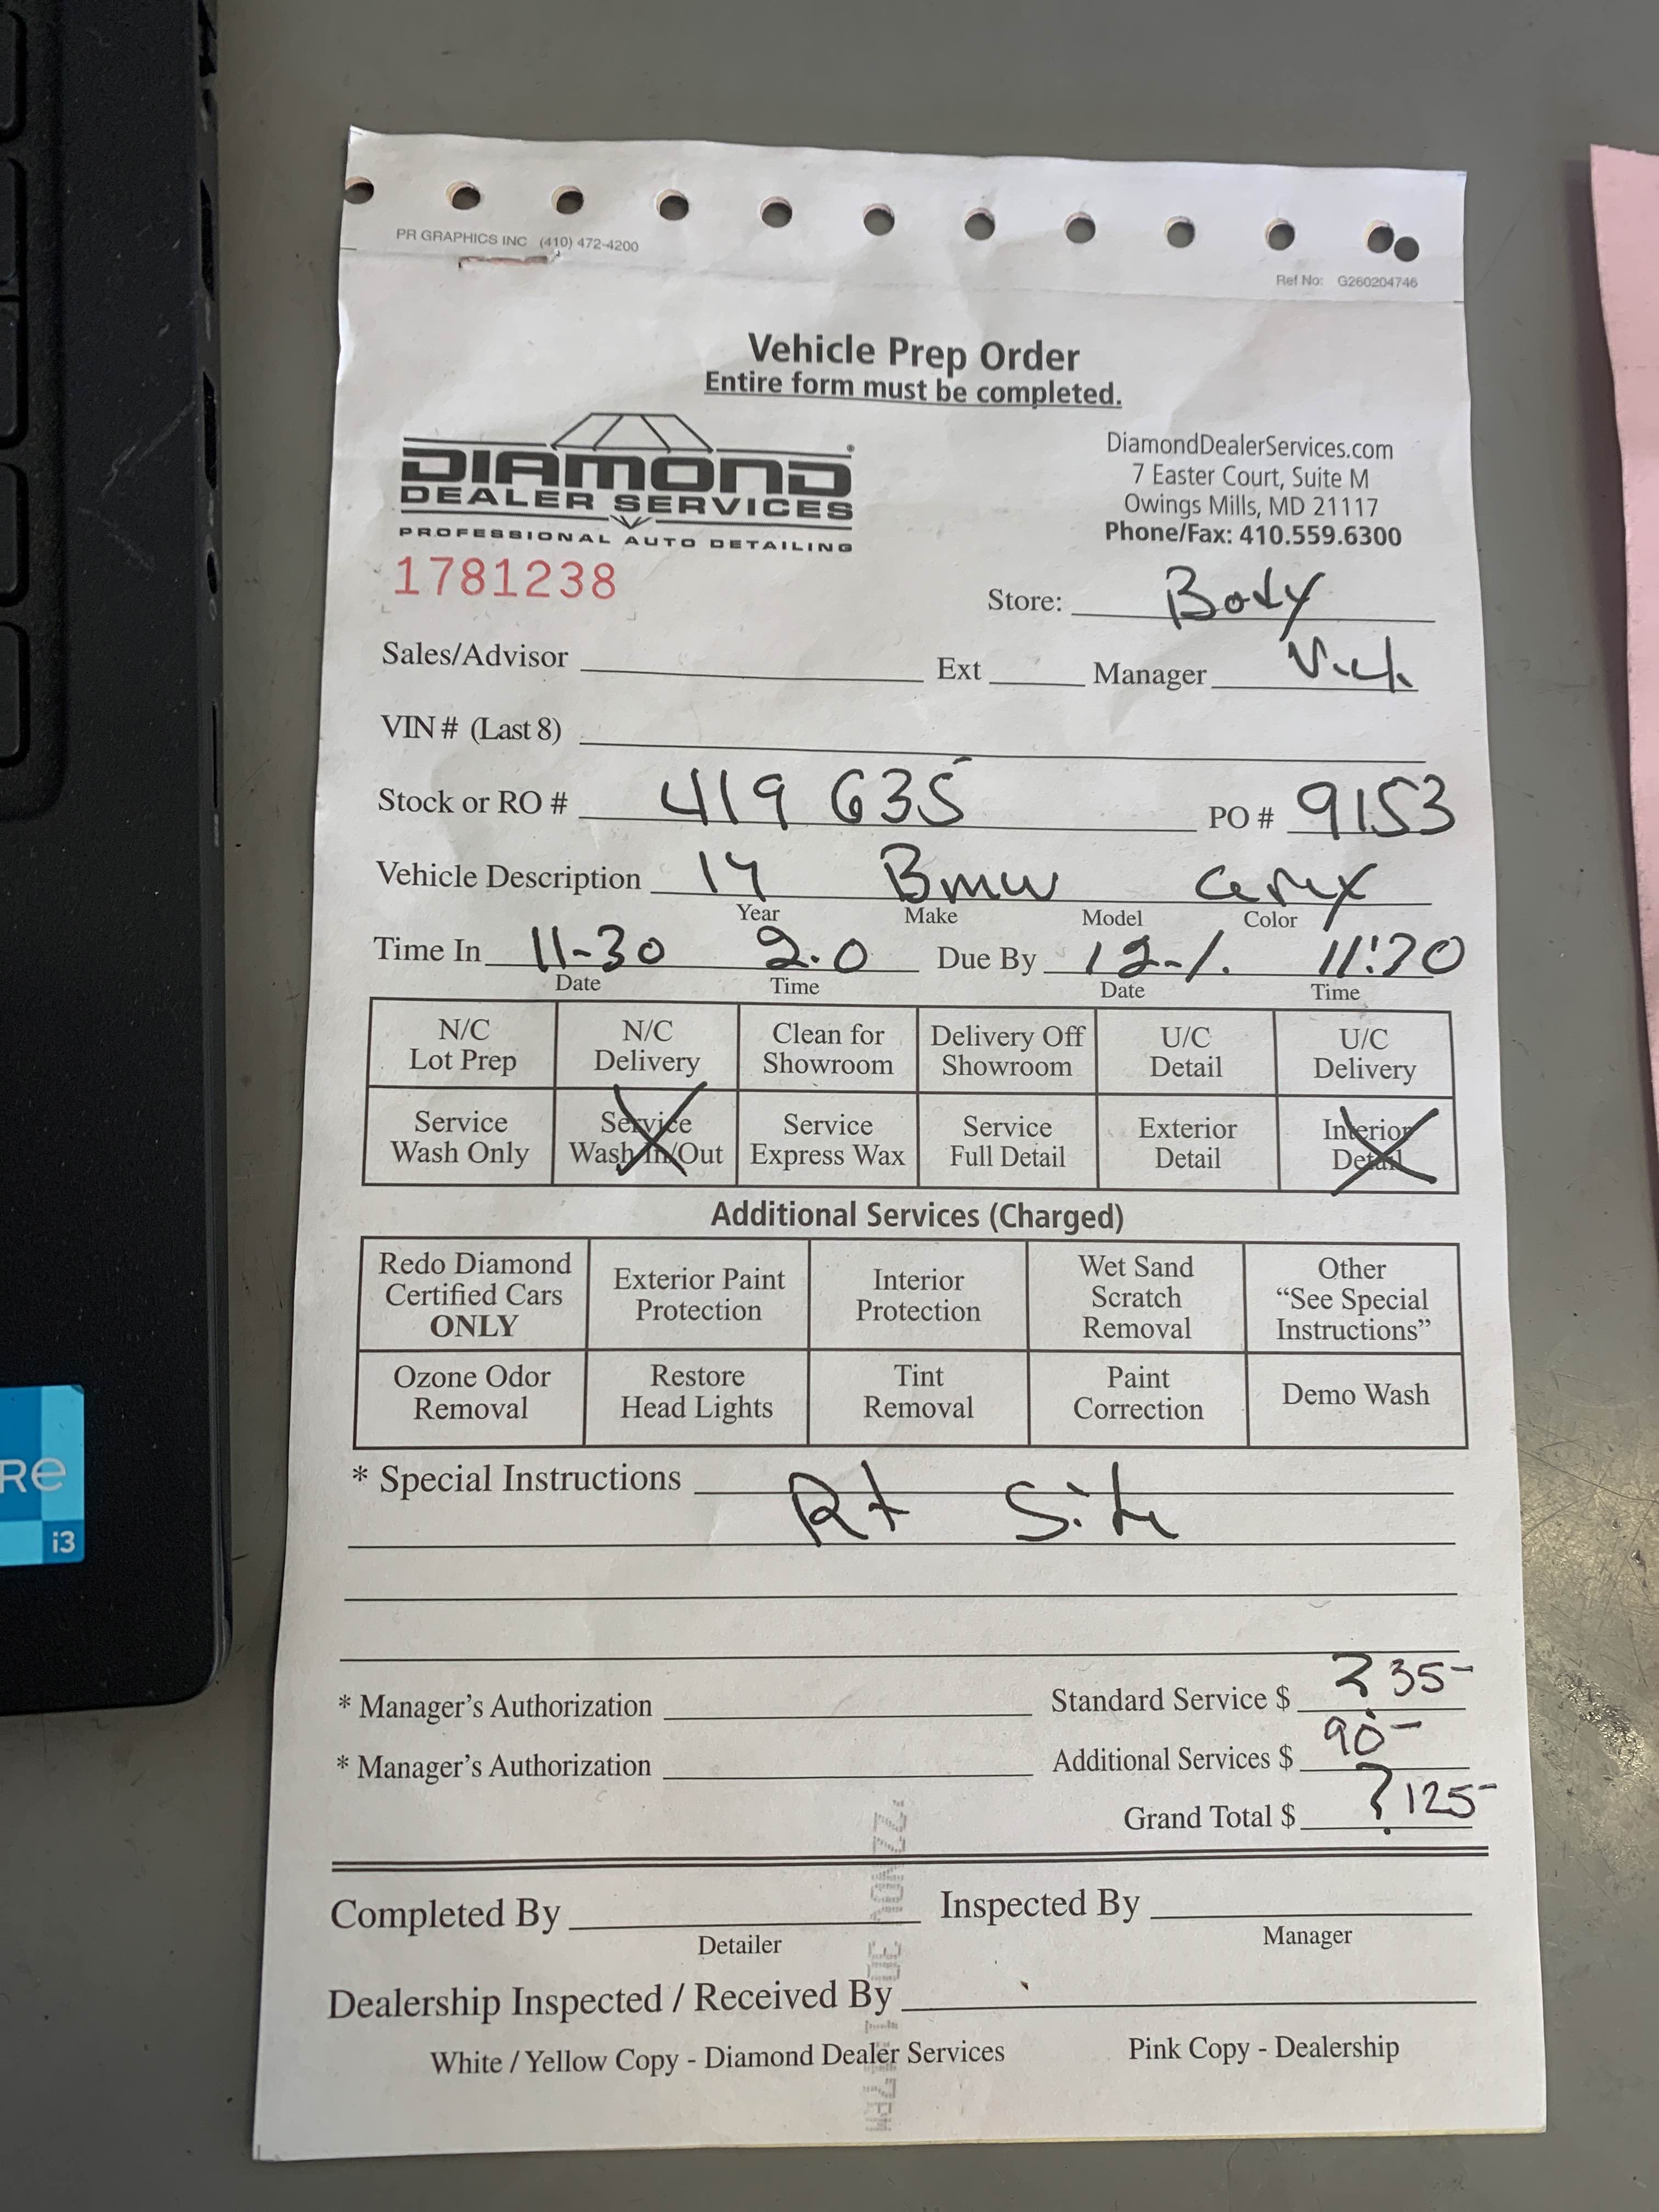 PR GRAPHICS INC (410) 472-4200
Ref No: G260204746
Vehicle Prep Order
Entire form must be completed.
DIAMOND
DEALER SERVICES
PROFESSIONAL AUTO DETAILING
DiamondDealerServices.com
7 Easter Court, Suite M
Owings Mills, MD 21117
Phone/Fax: 410.559.6300
1781238
Store: Body
Sales/Advisor Ext Manager
VIN # (Last 8)
Stock or RO # 419 635 PO # 9153
Vehicle Description 14 Bmw Grey
Year Make Model Color
Time In 11-30 2.0 Due By 12-1. 11:30
Date Time Date Time
N/C Lot Prep
N/C Delivery
Clean for Showroom
Delivery Off Showroom
U/C Detail
U/C Delivery
Service Wash Only
Service Wash In/Out
Service Express Wax
Service Full Detail
Exterior Detail
Interior Detail
Additional Services (Charged)
Redo Diamond Certified Cars ONLY
Exterior Paint Protection
Interior Protection
Wet Sand Scratch Removal
Other "See Special Instructions"
Ozone Odor Removal
Restore Head Lights
Tint Removal
Paint Correction
Demo Wash
* Special Instructions Rt
* Manager's Authorization Standard Service $ ? 35-
* Manager's Authorization Additional Services $ 90-
Grand Total $ ? 125-
Completed By Inspected By
Detailer Manager
Dealership Inspected / Received By
White / Yellow Copy - Diamond Dealer Services Pink Copy - Dealership
Re
i3